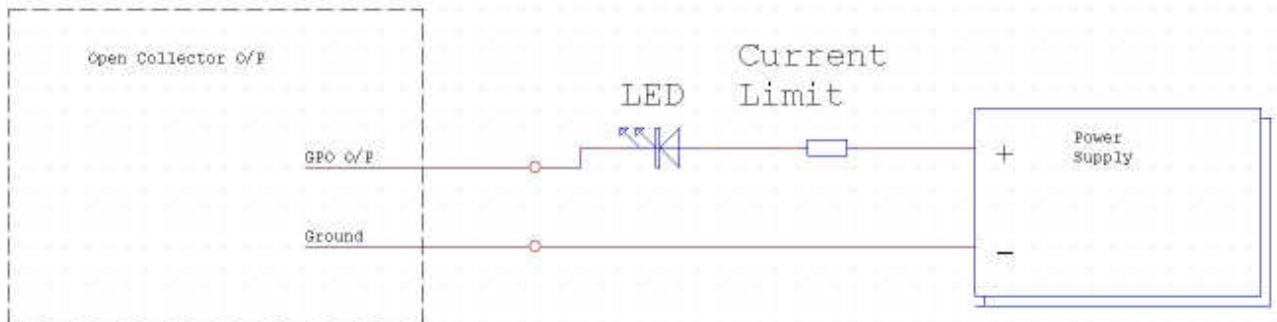 Open Collector O/P
Current
LED Limit
Power
Supply
GPO O/P
+
Ground
-